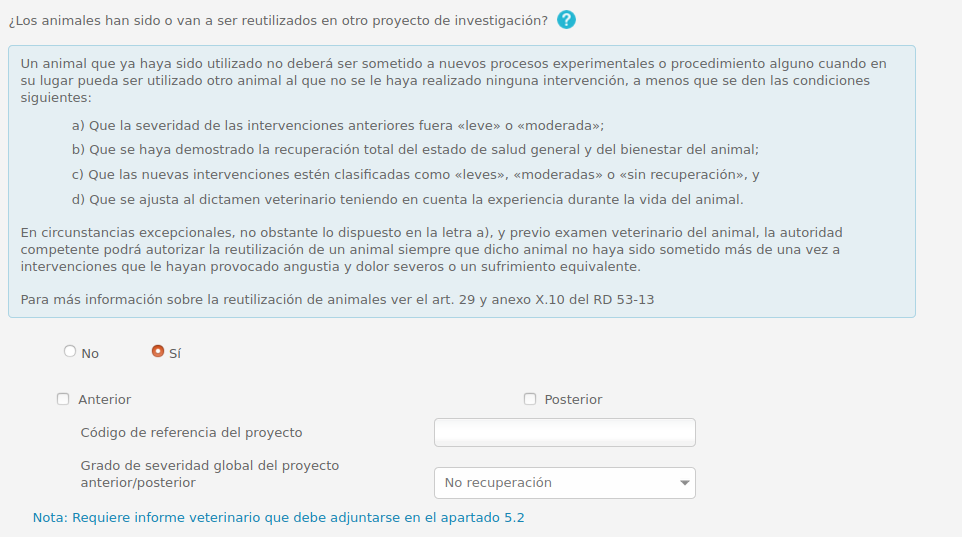 ¿Los animales han sido o van a ser reutilizados en otro proyecto de investigación? ?
Un animal que ya haya sido utilizado no deberá ser sometido a nuevos procesos experimentales o procedimiento alguno cuando en
su lugar pueda ser utilizado otro animal al que no se le haya realizado ninguna intervención, a menos que se den las condiciones
siguientes:
a) Que la severidad de las intervenciones anteriores fuera «leve» o «moderada»;
b) Que se haya demostrado la recuperación total del estado de salud general y del bienestar del animal;
c) Que las nuevas intervenciones estén clasificadas como «leves», «moderadas» o «sin recuperación», y
d) Que se ajusta al dictamen veterinario teniendo en cuenta la experiencia durante la vida del animal.
En circunstancias excepcionales, no obstante lo dispuesto en la letra a), y previo examen veterinario del animal, la autoridad
competente podrá autorizar la reutilización de un animal siempre que dicho animal no haya sido sometido más de una vez a
intervenciones que le hayan provocado angustia y dolor severos o un sufrimiento equivalente.
Para más información sobre la reutilización de animales ver el art. 29 y anexo X.10 del RD 53-13
No Sí
Anterior Posterior
Código de referencia del proyecto
Grado de severidad global del proyecto
anterior/posterior
No recuperación
Nota: Requiere informe veterinario que debe adjuntarse en el apartado 5.2